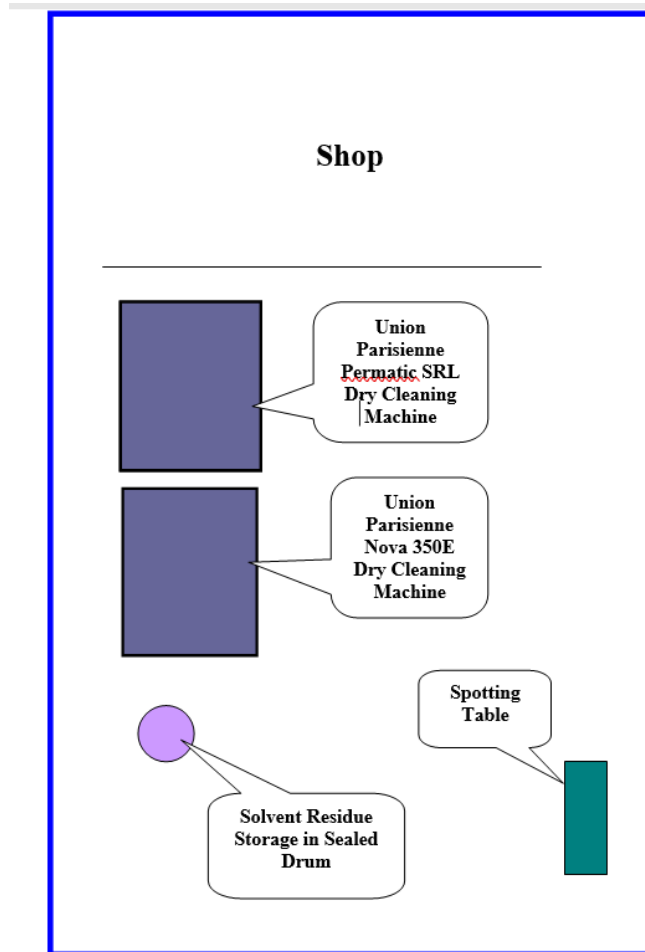 Shop
Union
Parisienne
Permatic SRL
Dry Cleaning
Machine
Union
Parisienne
Nova 350E
Dry Cleaning
Machine
Spotting
Table
Solvent Residue
Storage in Sealed
Drum